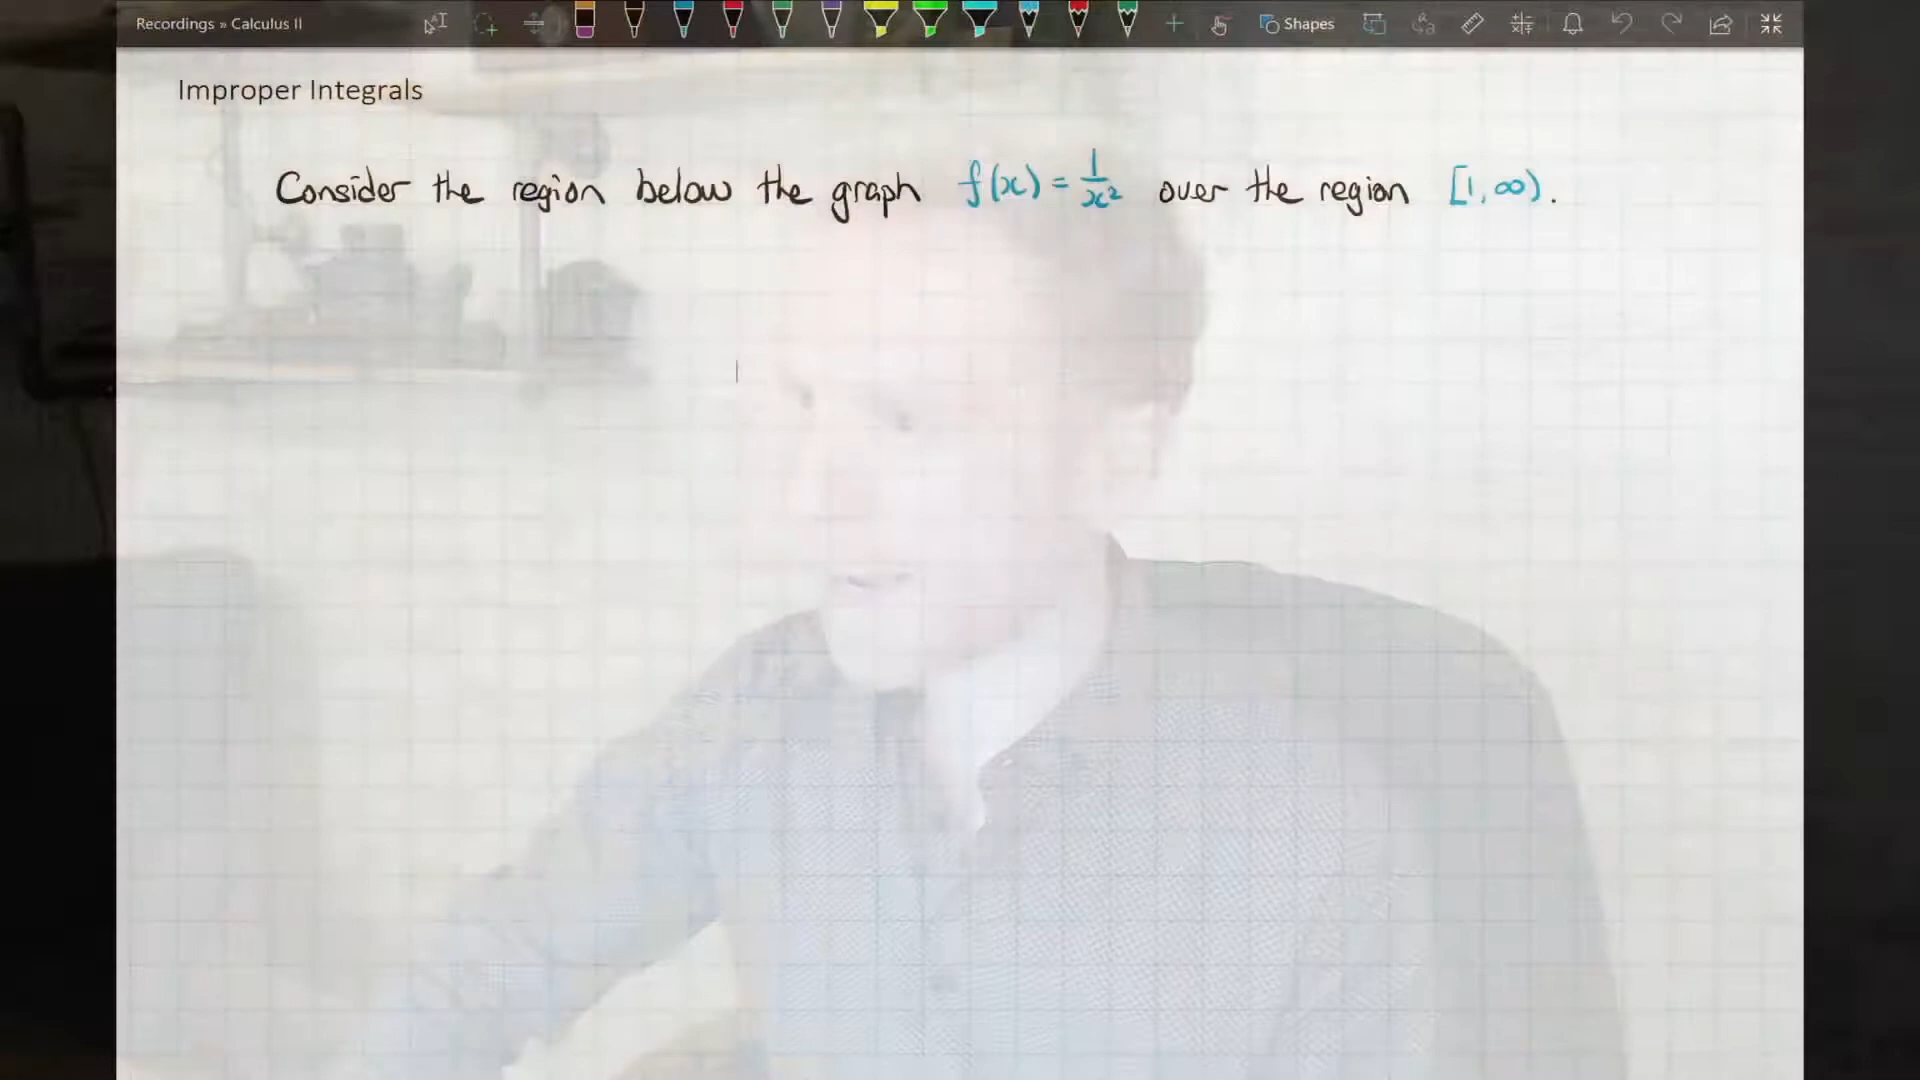 Recordings » Calculus II
Shapes
Improper Integrals
Consider the region below the graph f(x) = 1/x² over the region [1, ∞).